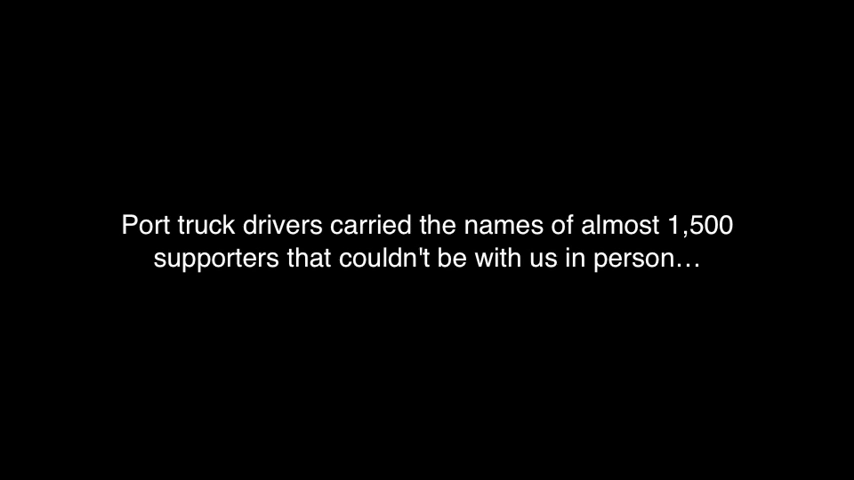 Port truck drivers carried the names of almost 1,500
supporters that couldn't be with us in person…